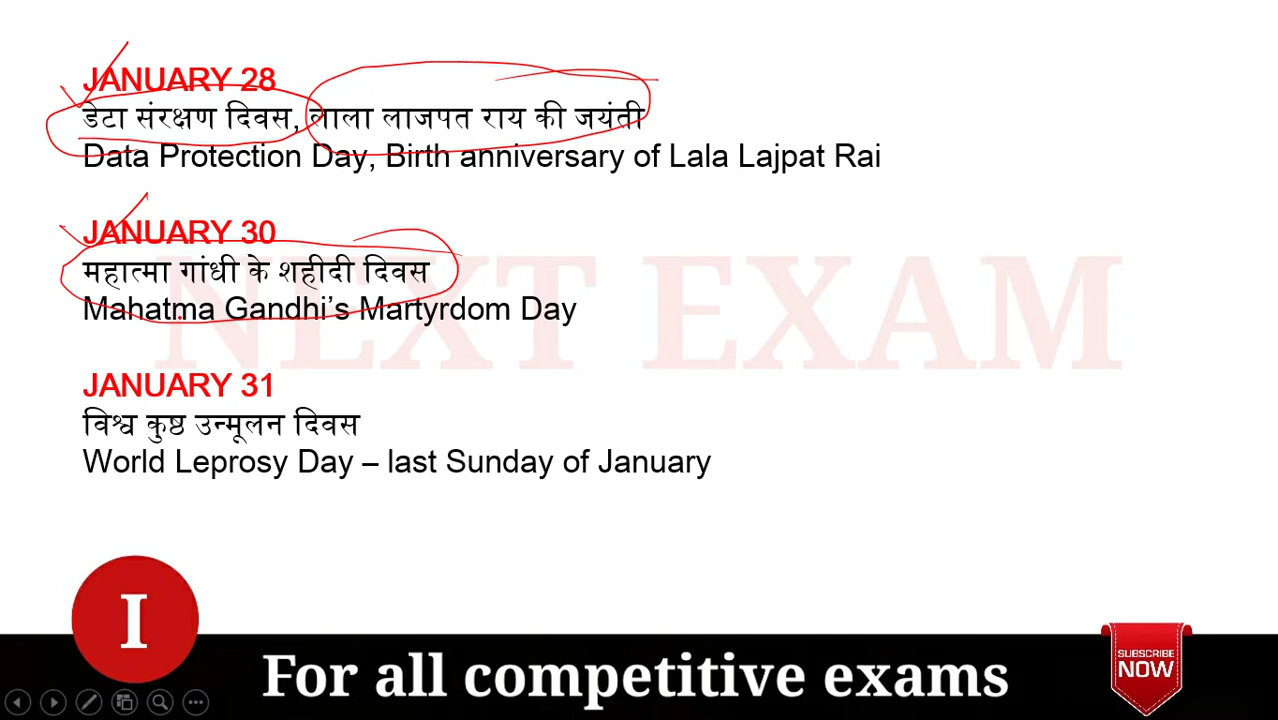 JANUARY 28
डेटा संरक्षण दिवस, लाला लाजपत राय की जयंती
Data Protection Day, Birth anniversary of Lala Lajpat Rai
JANUARY 30
महात्मा गांधी के शहीदी दिवस
Mahatma Gandhi’s Martyrdom Day
NEXT EXAM
JANUARY 31
विश्व कुष्ठ उन्मूलन दिवस
World Leprosy Day – last Sunday of January
I
For all competitive exams
SUBSCRIBE
NOW